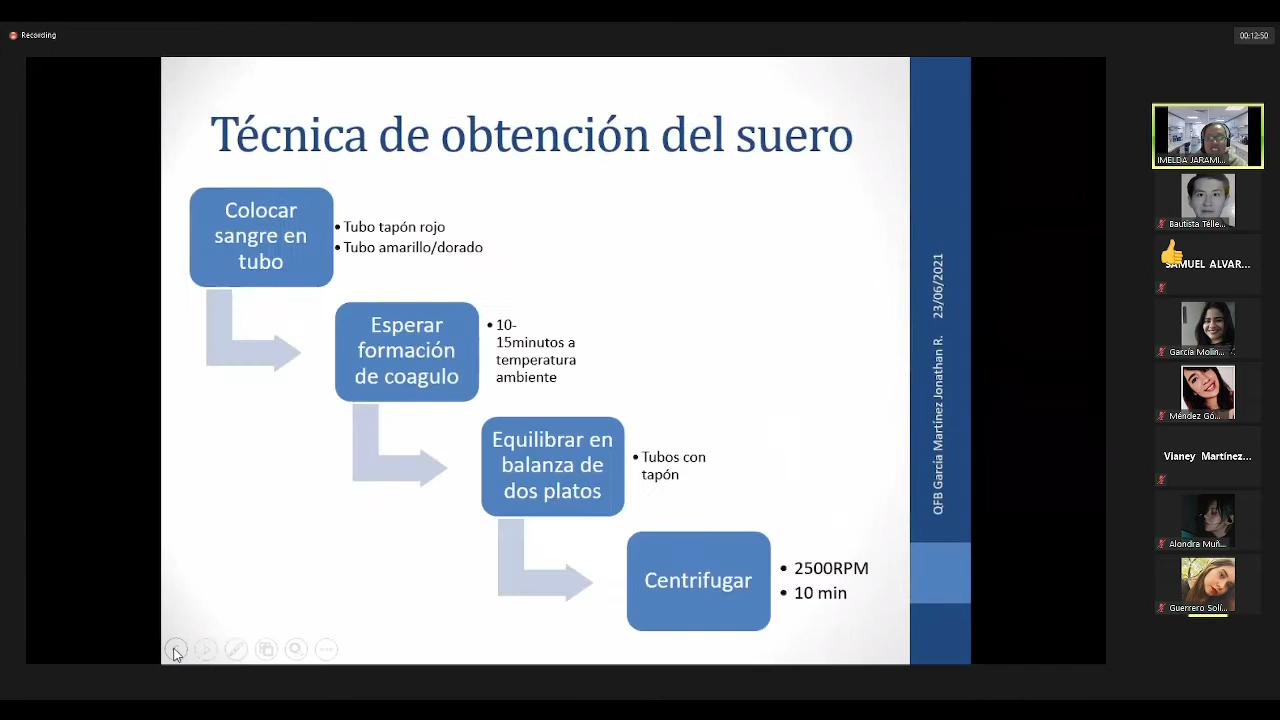 Recording
00:12:50
Técnica de obtención del suero
Colocar
sangre en
tubo
• Tubo tapón rojo
• Tubo amarillo/dorado
Esperar
formación
de coagulo
• 10-
15minutos a
temperatura
ambiente
Equilibrar en
balanza de
dos platos
• Tubos con
tapón
Centrifugar
• 2500RPM
• 10 min
QFB García Martínez Jonathan R. 23/06/2021
IMELDA JARAMI...
Bautista Télle...
SAMUEL ALVAR...
García Molin...
Méndez Gó...
Vianey Martínez...
Alondra Muñ...
Guerrero Solí...